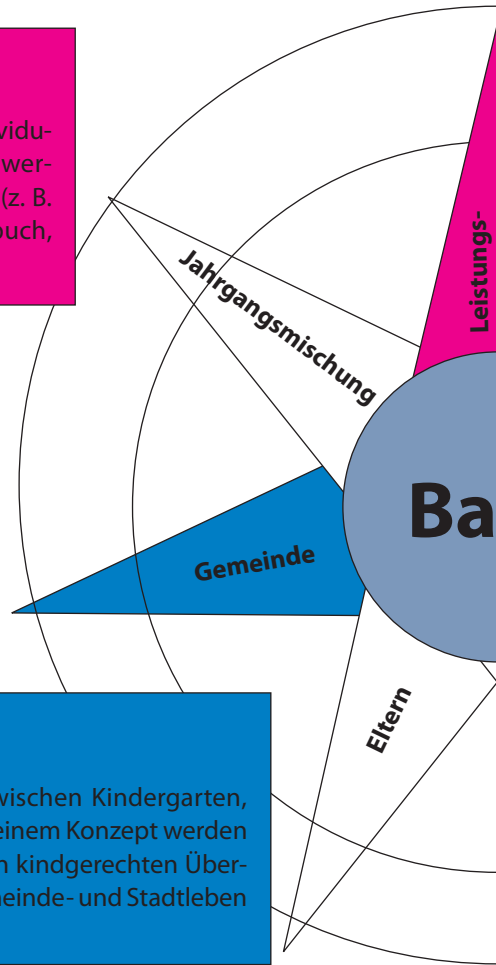 vidu-
wer-
(z. B.
buch,
Leistungs-
Jahrgangsmischung
Ba
Gemeinde
Eltern
wischen Kindergarten,
einem Konzept werden
n kindgerechten Über-
neinde- und Stadtleben